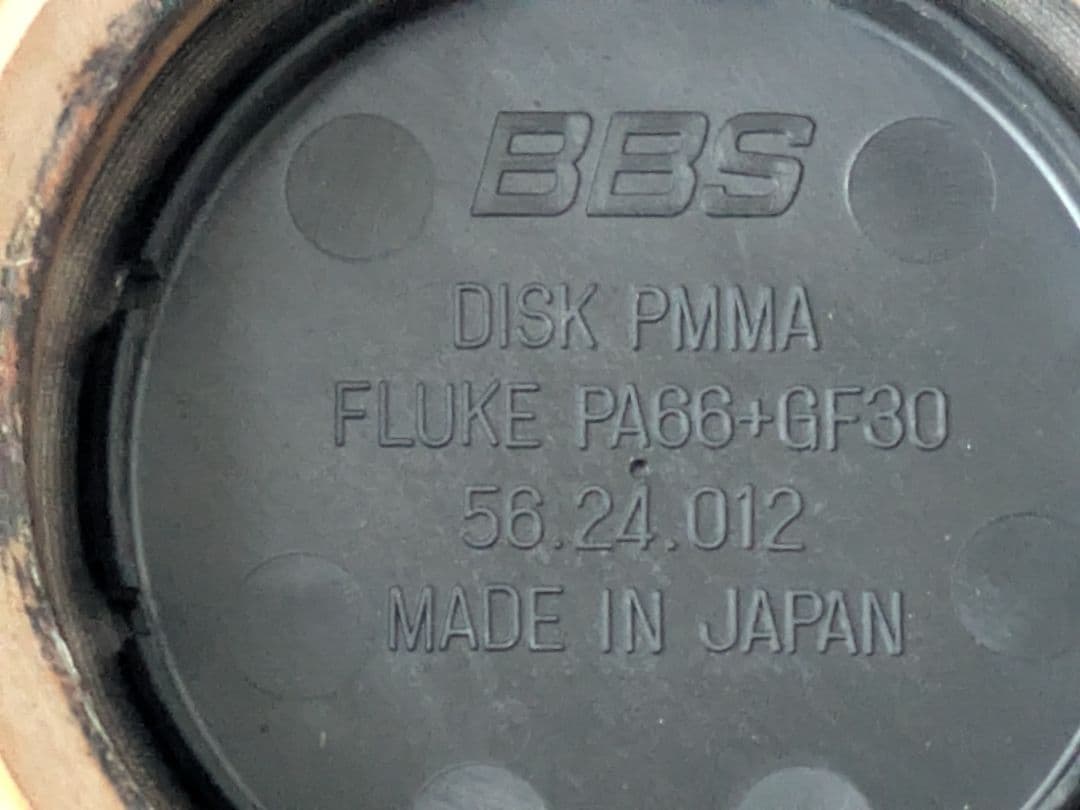 BBS
DISK PMMA
FLUKE PA66+GF30
56.24.012
MADE IN JAPAN